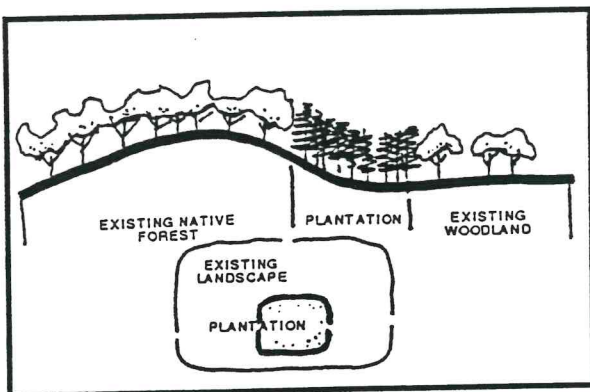 EXISTING NATIVE
FOREST
PLANTATION
EXISTING
WOODLAND
EXISTING
LANDSCAPE
PLANTATION